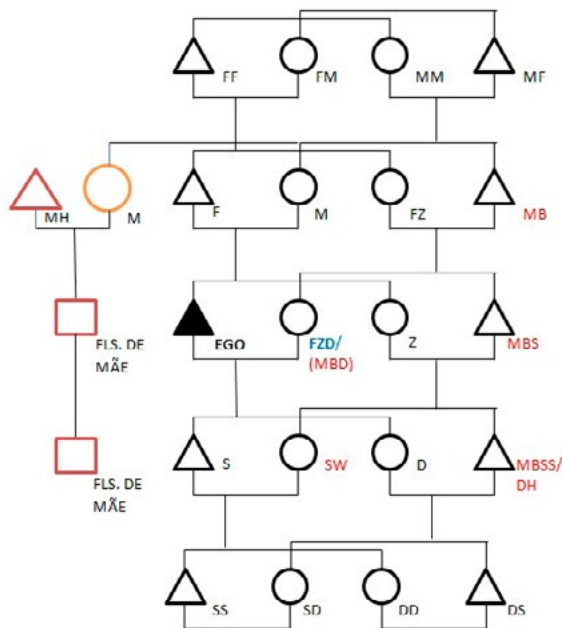 FF FM MM MF
MH M F M FZ MB
EGO FZD/ Z MBS
(MBD)
FLS. DE
MÃE
S SW D MBSS/
DH
FLS. DE
MÃE
SS SD DD DS